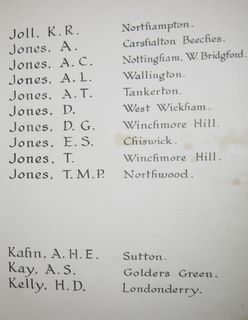 Joll, K. R. Northampton.
Jones, A. Carshalton Beeches.
Jones, A. C. Nottingham, W. Bridgford.
Jones, A. L. Wallington.
Jones, A. T. Tankerton.
Jones, D. West Wickham.
Jones, D. G. Winchmore Hill.
Jones, E. S. Chiswick.
Jones, T. Winchmore Hill.
Jones, T. M. P. Northwood.
Kahn, A. H. E. Sutton.
Kay, A. S. Golders Green.
Kelly, H. D. Londonderry.